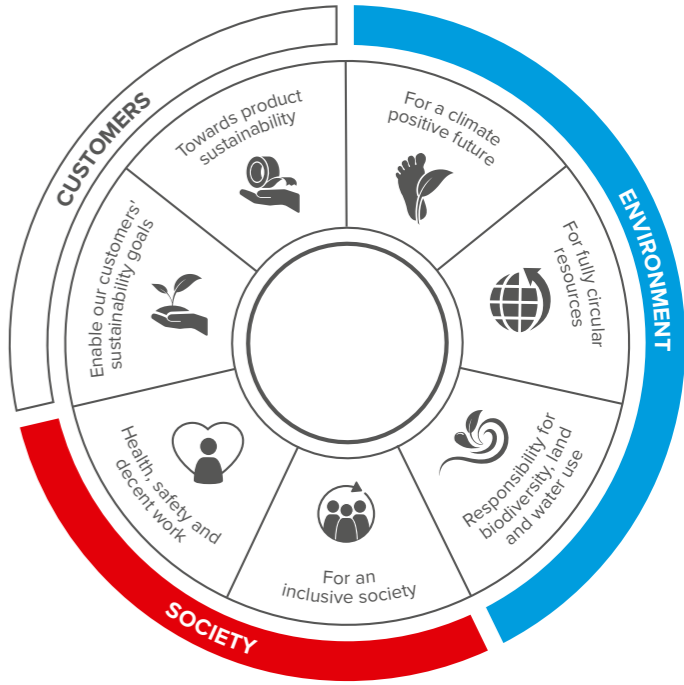 CUSTOMERS
Towards product
sustainability
Enable our customers'
sustainability goals
ENVIRONMENT
For a climate
positive future
For fully circular
resources
Responsibility for
biodiversity, land
and water use
SOCIETY
For an
inclusive society
Health, safety and
decent work